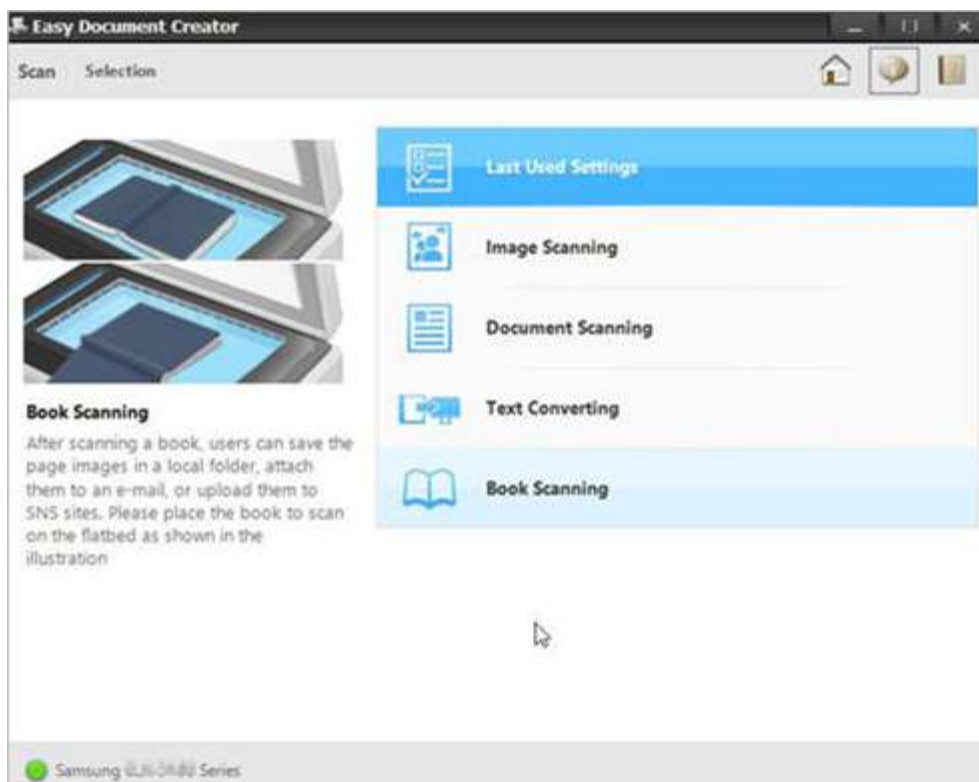 Easy Document Creator
Scan Selection
Last Used Settings
Image Scanning
Document Scanning
Text Converting
Book Scanning
Book Scanning
After scanning a book, users can save the
page images in a local folder, attach
them to an e-mail, or upload them to
SNS sites. Please place the book to scan
on the flatbed as shown in the
illustration
Samsung Series